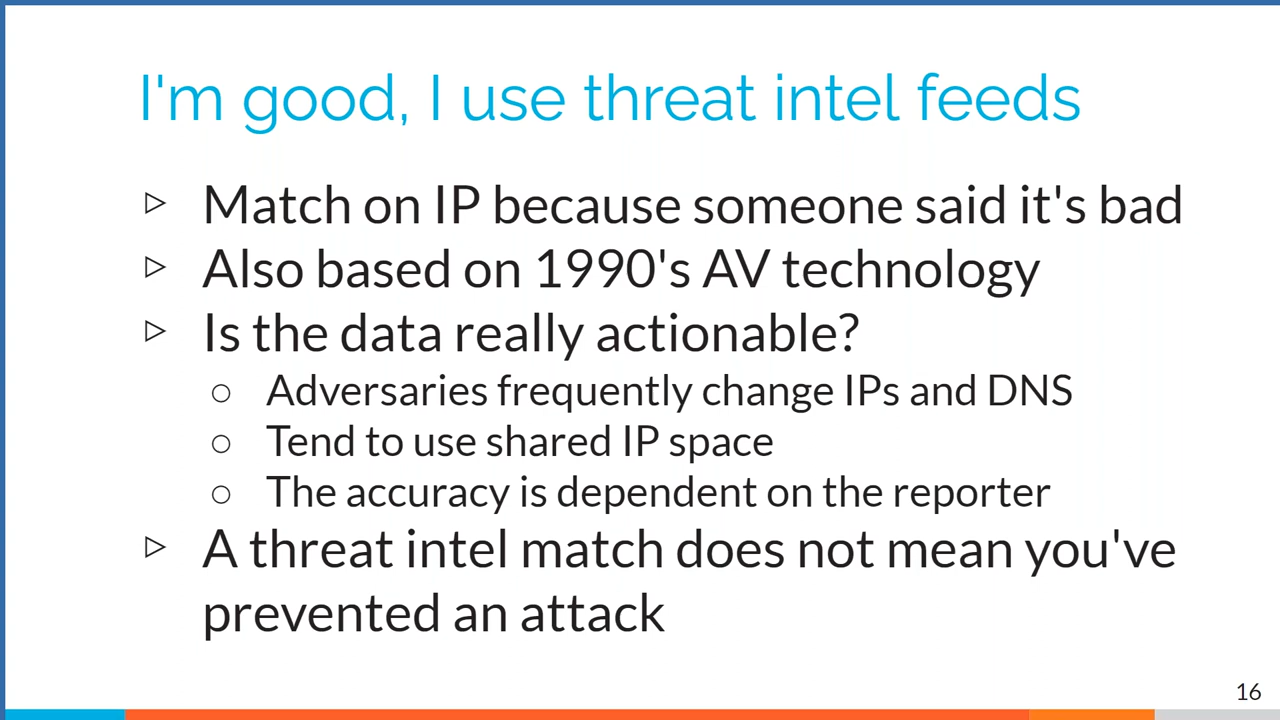 I'm good, I use threat intel feeds
▷ Match on IP because someone said it's bad
▷ Also based on 1990's AV technology
▷ Is the data really actionable?
○ Adversaries frequently change IPs and DNS
○ Tend to use shared IP space
○ The accuracy is dependent on the reporter
▷ A threat intel match does not mean you've
prevented an attack
16